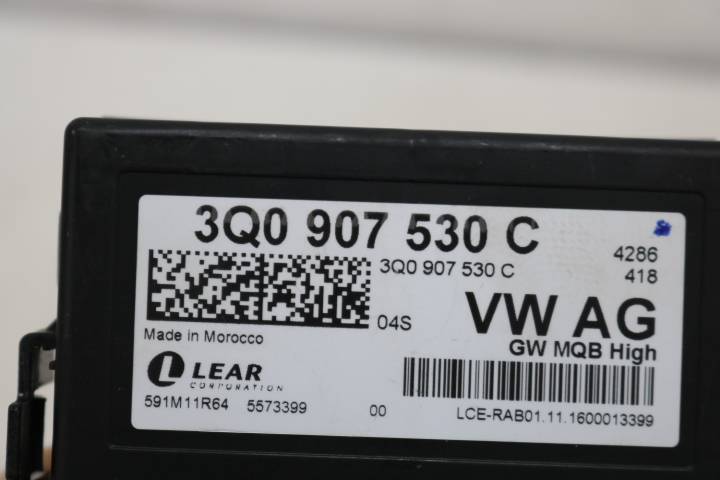 3Q0 907 530 C
4286
3Q0 907 530 C
418
04S
VW AG
Made in Morocco
GW MQB High
LEAR
CORPORATION
591M11R64 5573399 00 LCE-RAB01.11.1600013399